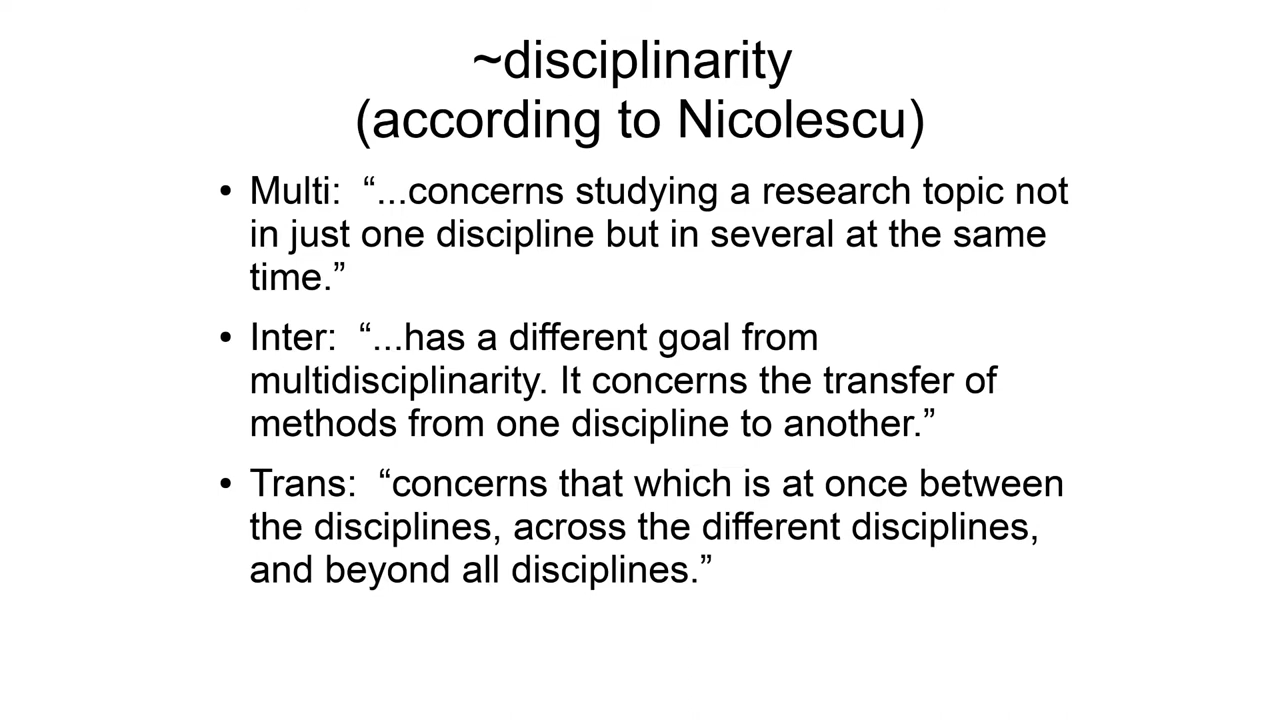 ~disciplinarity
(according to Nicolescu)
• Multi: “...concerns studying a research topic not
in just one discipline but in several at the same
time.”
• Inter: “...has a different goal from
multidisciplinarity. It concerns the transfer of
methods from one discipline to another.”
• Trans: “concerns that which is at once between
the disciplines, across the different disciplines,
and beyond all disciplines.”